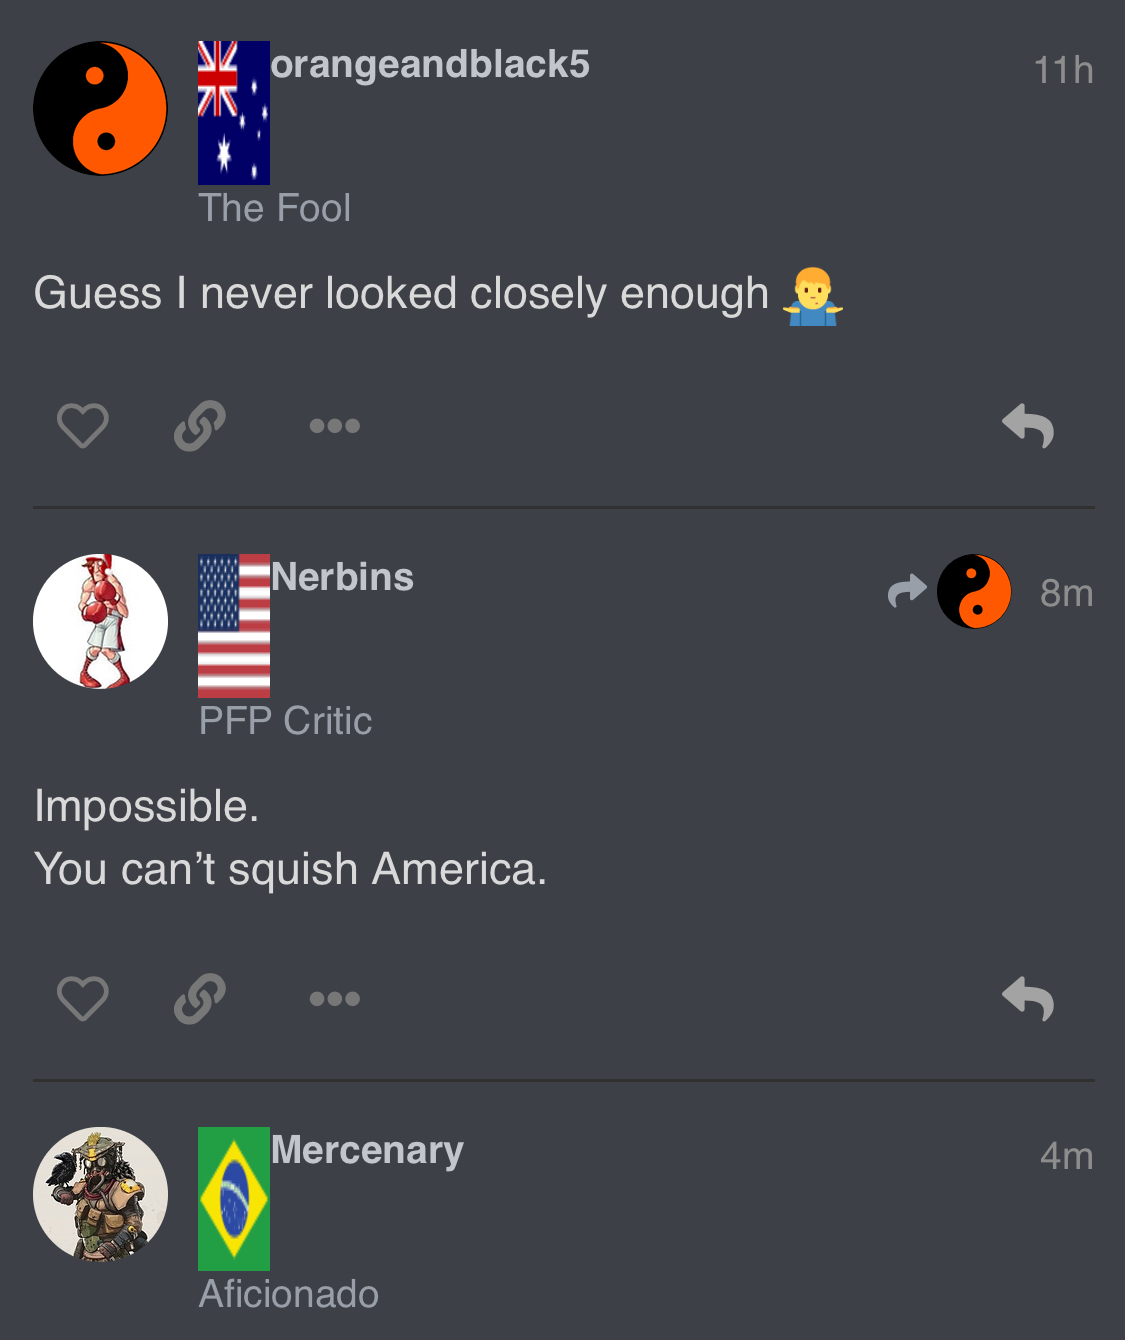 orangeandblack5
11h
The Fool
Guess I never looked closely enough 🤷‍♂️
Nerbins
8m
PFP Critic
Impossible.
You can’t squish America.
Mercenary
4m
Aficionado